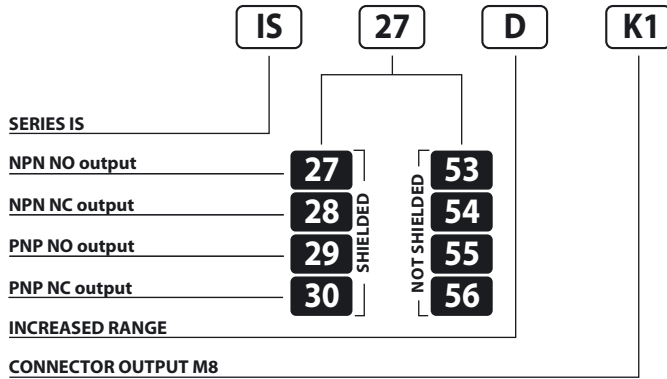 IS 27 D K1
SERIES IS
NPN NO output 27 53
NPN NC output 28 54
PNP NO output 29 55
PNP NC output 30 56
SHIELDED
NOT SHIELDED
INCREASED RANGE
CONNECTOR OUTPUT M8